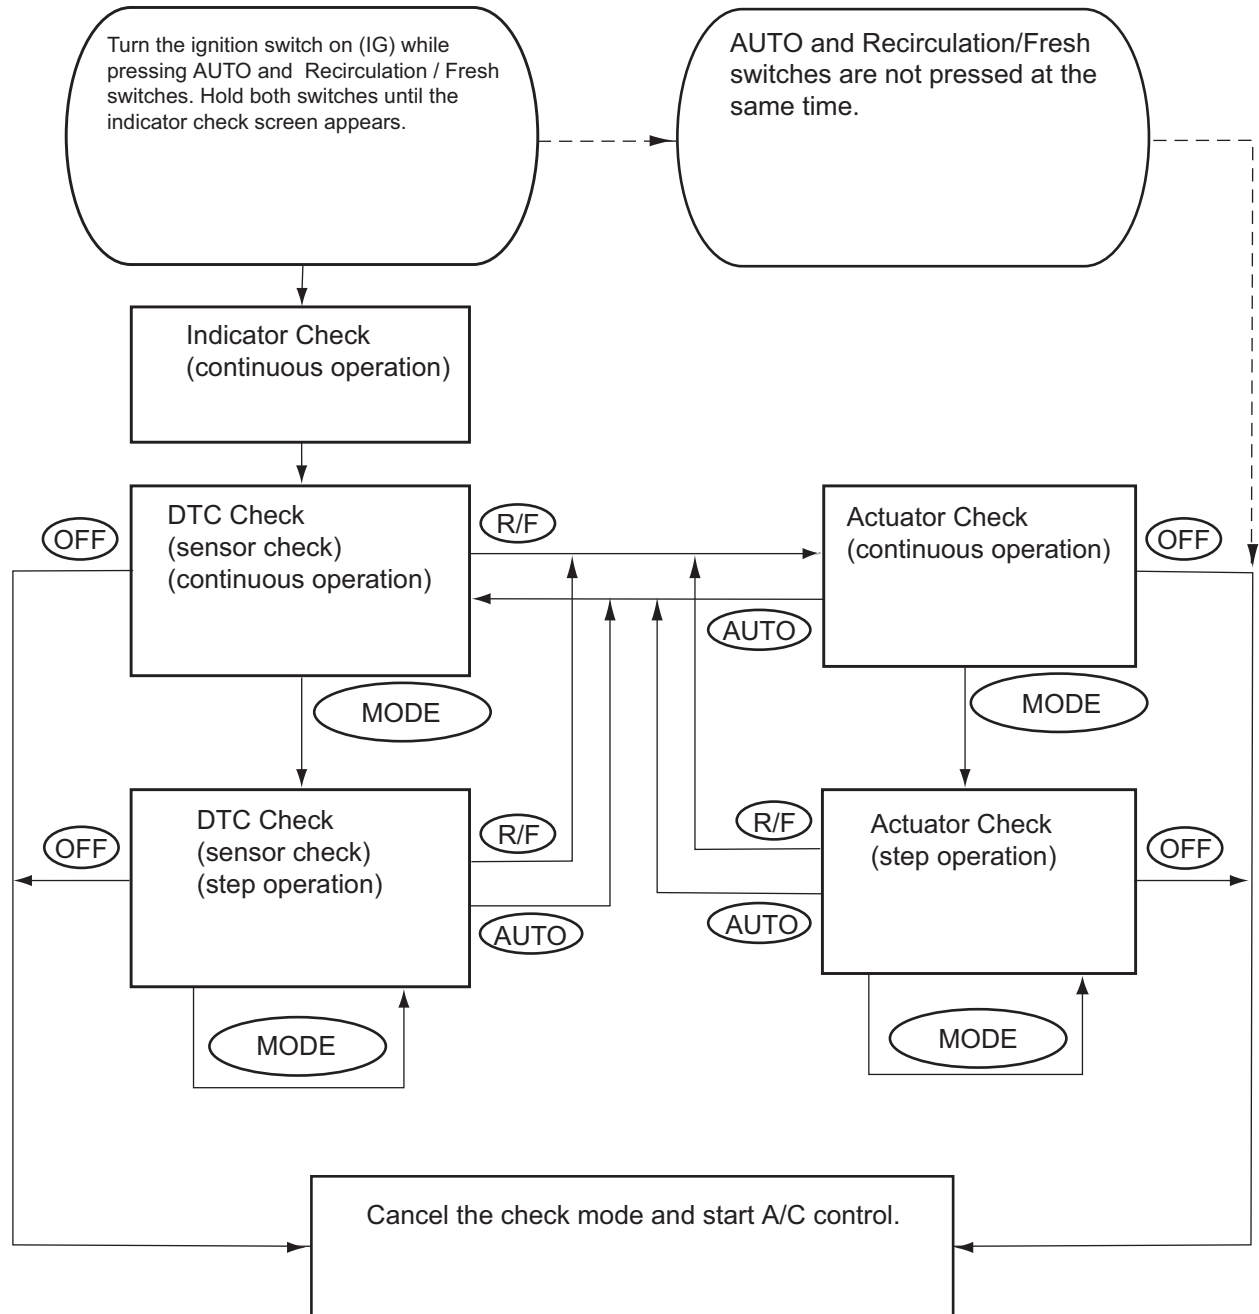 Turn the ignition switch on (IG) while
pressing AUTO and Recirculation / Fresh
switches. Hold both switches until the
indicator check screen appears.
AUTO and Recirculation/Fresh
switches are not pressed at the
same time.
Indicator Check
(continuous operation)
OFF
DTC Check
(sensor check)
(continuous operation)
R/F
AUTO
Actuator Check
(continuous operation)
OFF
MODE
MODE
OFF
DTC Check
(sensor check)
(step operation)
R/F
AUTO
R/F
AUTO
Actuator Check
(step operation)
OFF
MODE
MODE
Cancel the check mode and start A/C control.